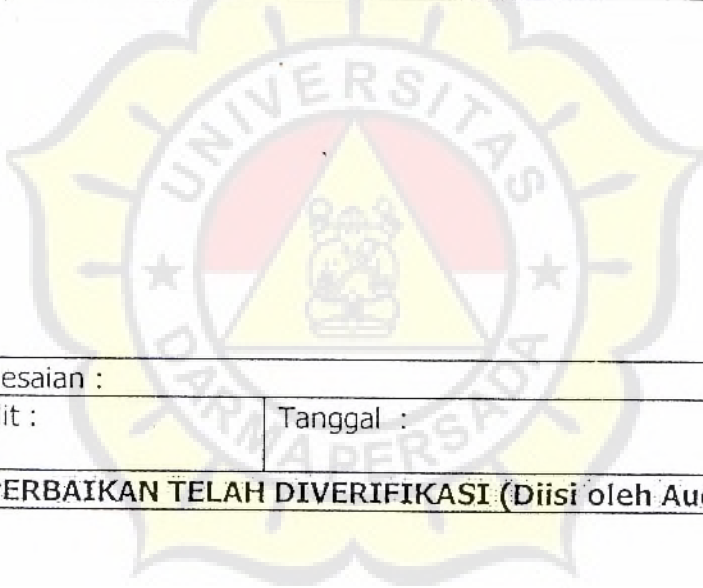 UNIVERSITAS
DARMA PERSADA
esaian :
it :
Tanggal :
ERBAIKAN TELAH DIVERIFIKASI (Diisi oleh Au